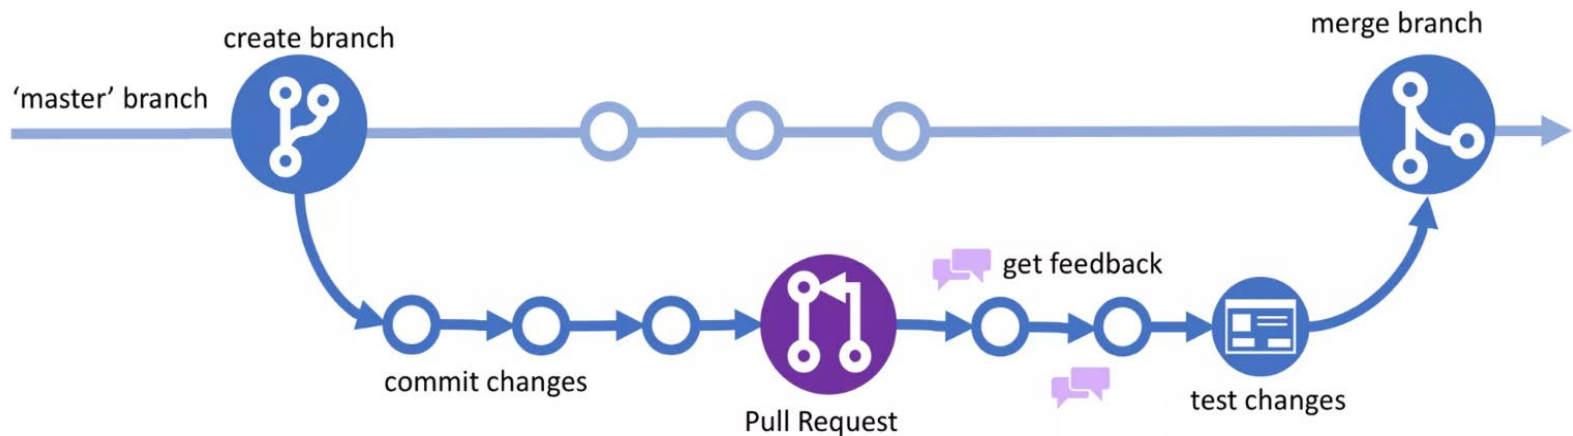 create branch
merge branch
‘master’ branch
get feedback
commit changes
Pull Request
test changes